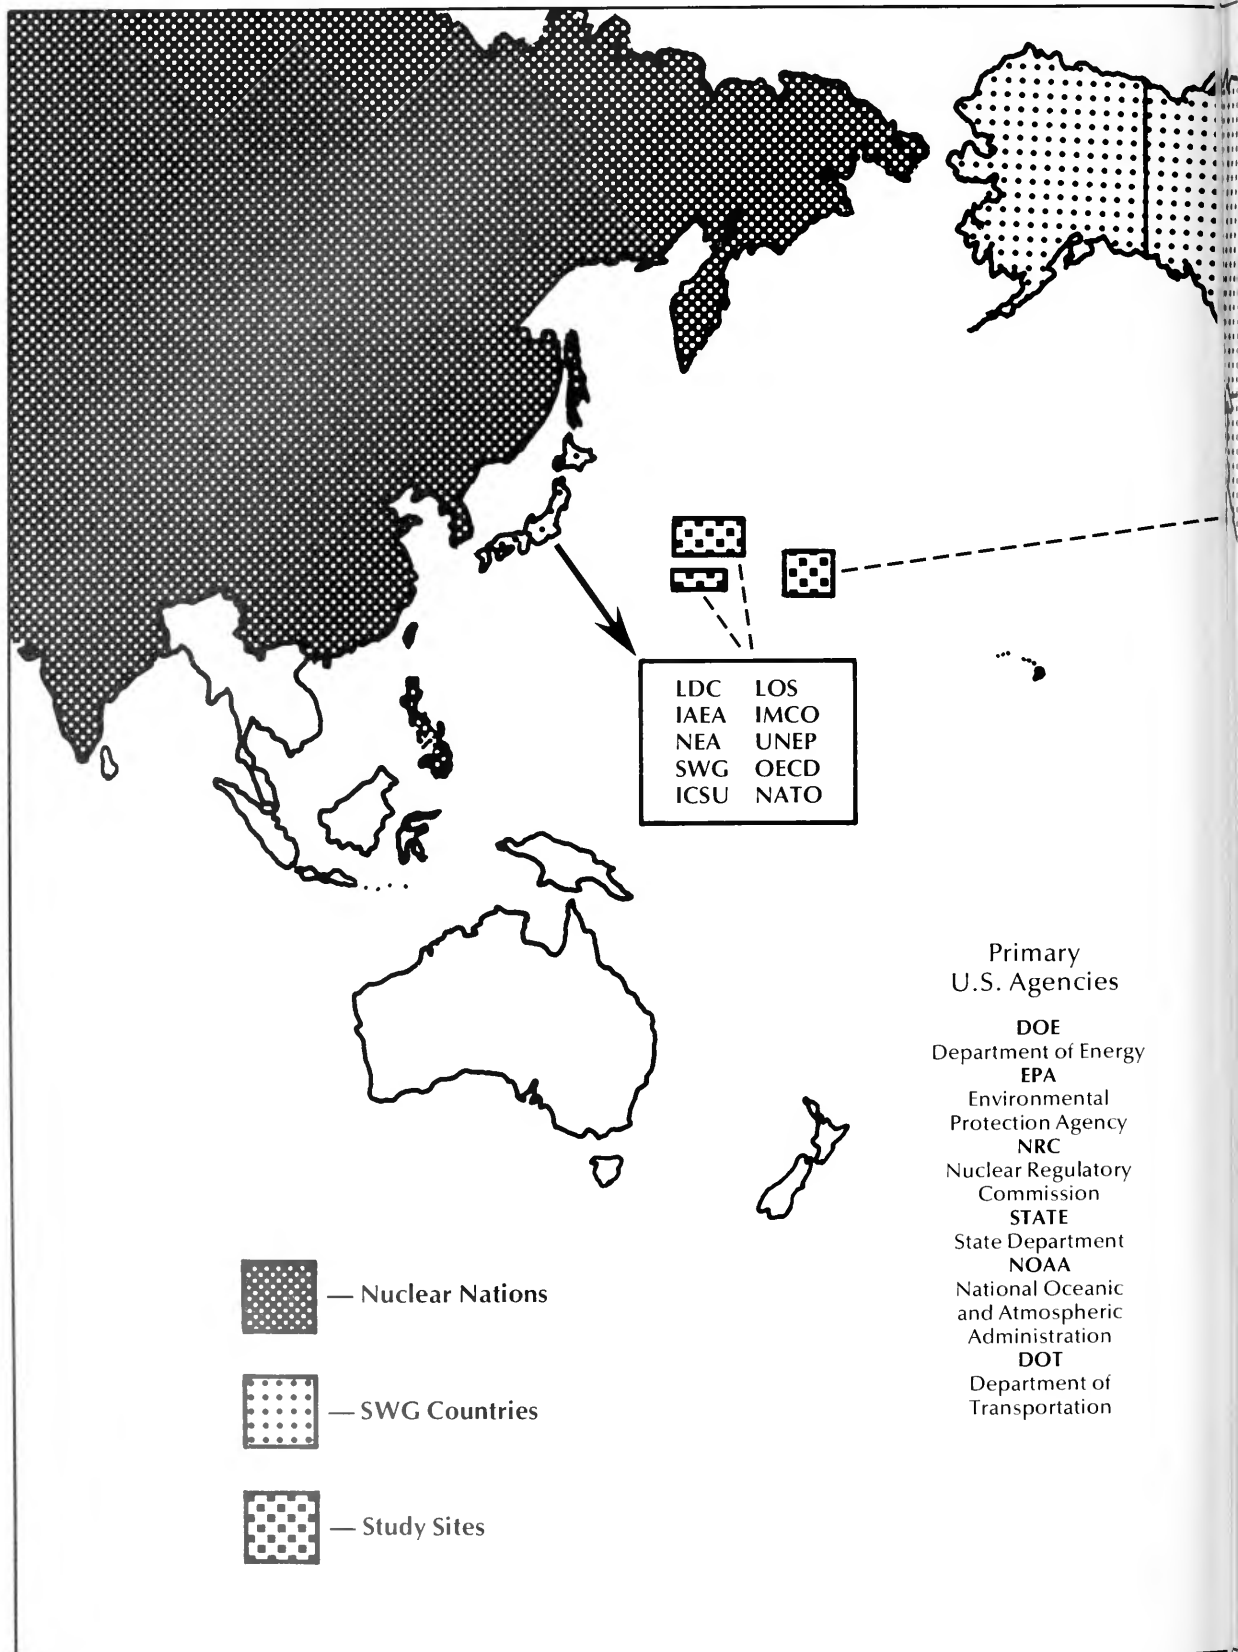 LDC LOS
IAEA IMCO
NEA UNEP
SWG OECD
ICSU NATO
Primary
U.S. Agencies
DOE
Department of Energy
EPA
Environmental
Protection Agency
NRC
Nuclear Regulatory
Commission
STATE
State Department
NOAA
National Oceanic
and Atmospheric
Administration
DOT
Department of
Transportation
— Nuclear Nations
— SWG Countries
— Study Sites